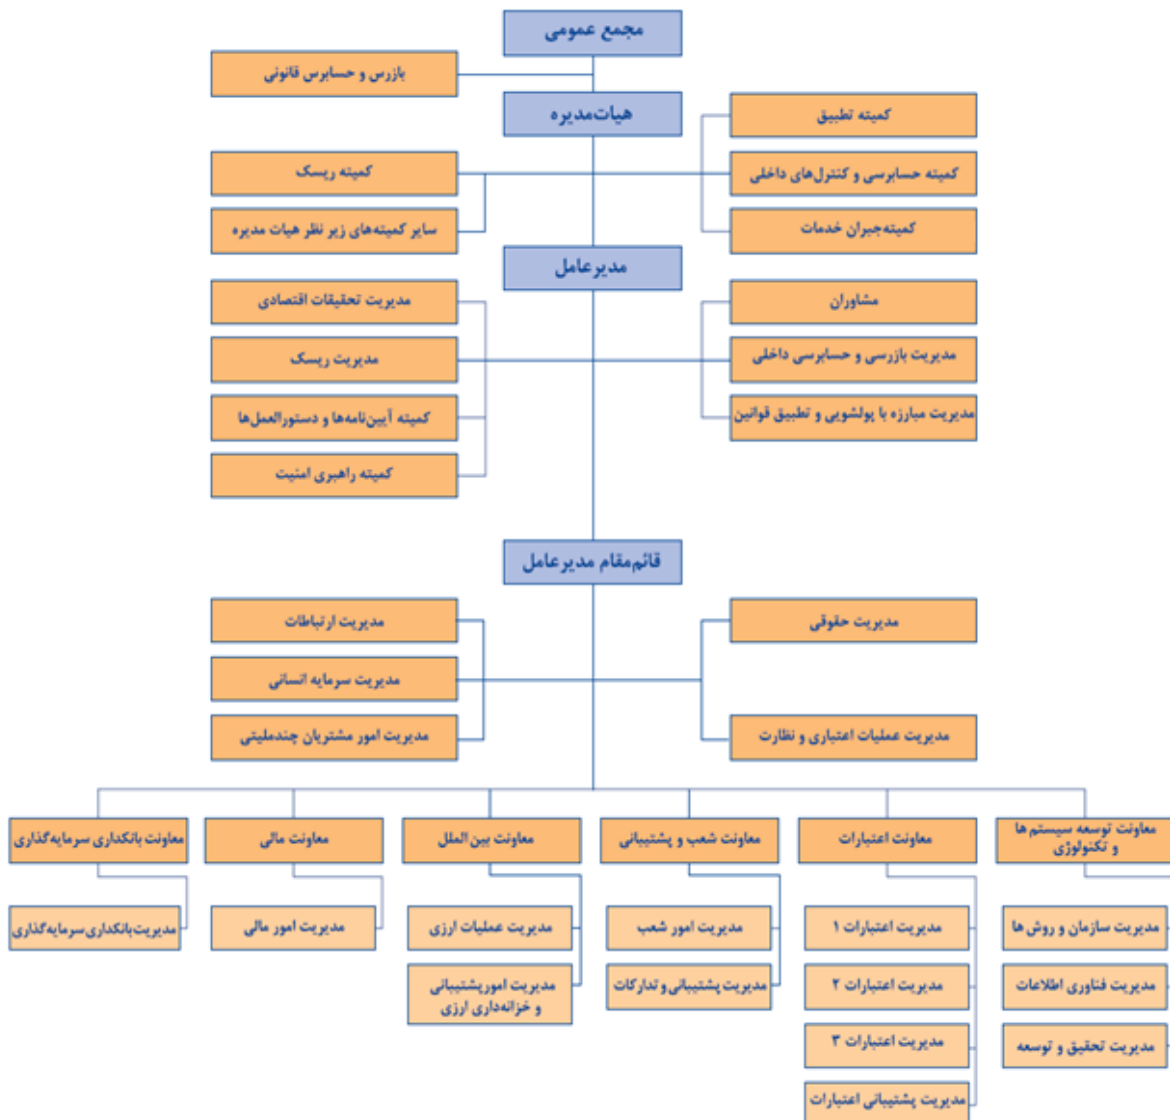 مجمع عمومی
بازرس و حسابرس قانونی
هیات‌مدیره
کمیته تطبیق
کمیته حسابرسی و کنترل‌های داخلی
کمیته ریسک
کمیته‌جبران خدمات
سایر کمیته‌های زیر نظر هیات مدیره
مدیرعامل
مشاوران
مدیریت تحقیقات اقتصادی
مدیریت بازرسی و حسابرسی داخلی
مدیریت ریسک
مدیریت مبارزه با پولشویی و تطبیق قوانین
کمیته آیین‌نامه‌ها و دستورالعمل‌ها
کمیته راهبری امنیت
قائم‌مقام مدیرعامل
مدیریت حقوقی
مدیریت ارتباطات
مدیریت سرمایه انسانی
مدیریت عملیات اعتباری و نظارت
مدیریت امور مشتریان چندملیتی
معاونت توسعه سیستم ها
و تکنولوژی
معاونت اعتبارات
معاونت شعب و پشتیبانی
معاونت بین الملل
معاونت مالی
معاونت بانکداری سرمایه‌گذاری
مدیریت سازمان و روش ها
مدیریت اعتبارات ۱
مدیریت امور شعب
مدیریت عملیات ارزی
مدیریت امور مالی
مدیریت‌بانکداری‌سرمایه‌گذاری
مدیریت فناوری اطلاعات
مدیریت اعتبارات ۲
مدیریت پشتیبانی و تدارکات
مدیریت امورپشتیبانی
و خزانه‌داری ارزی
مدیریت تحقیق و توسعه
مدیریت اعتبارات ۳
مدیریت پشتیبانی اعتبارات